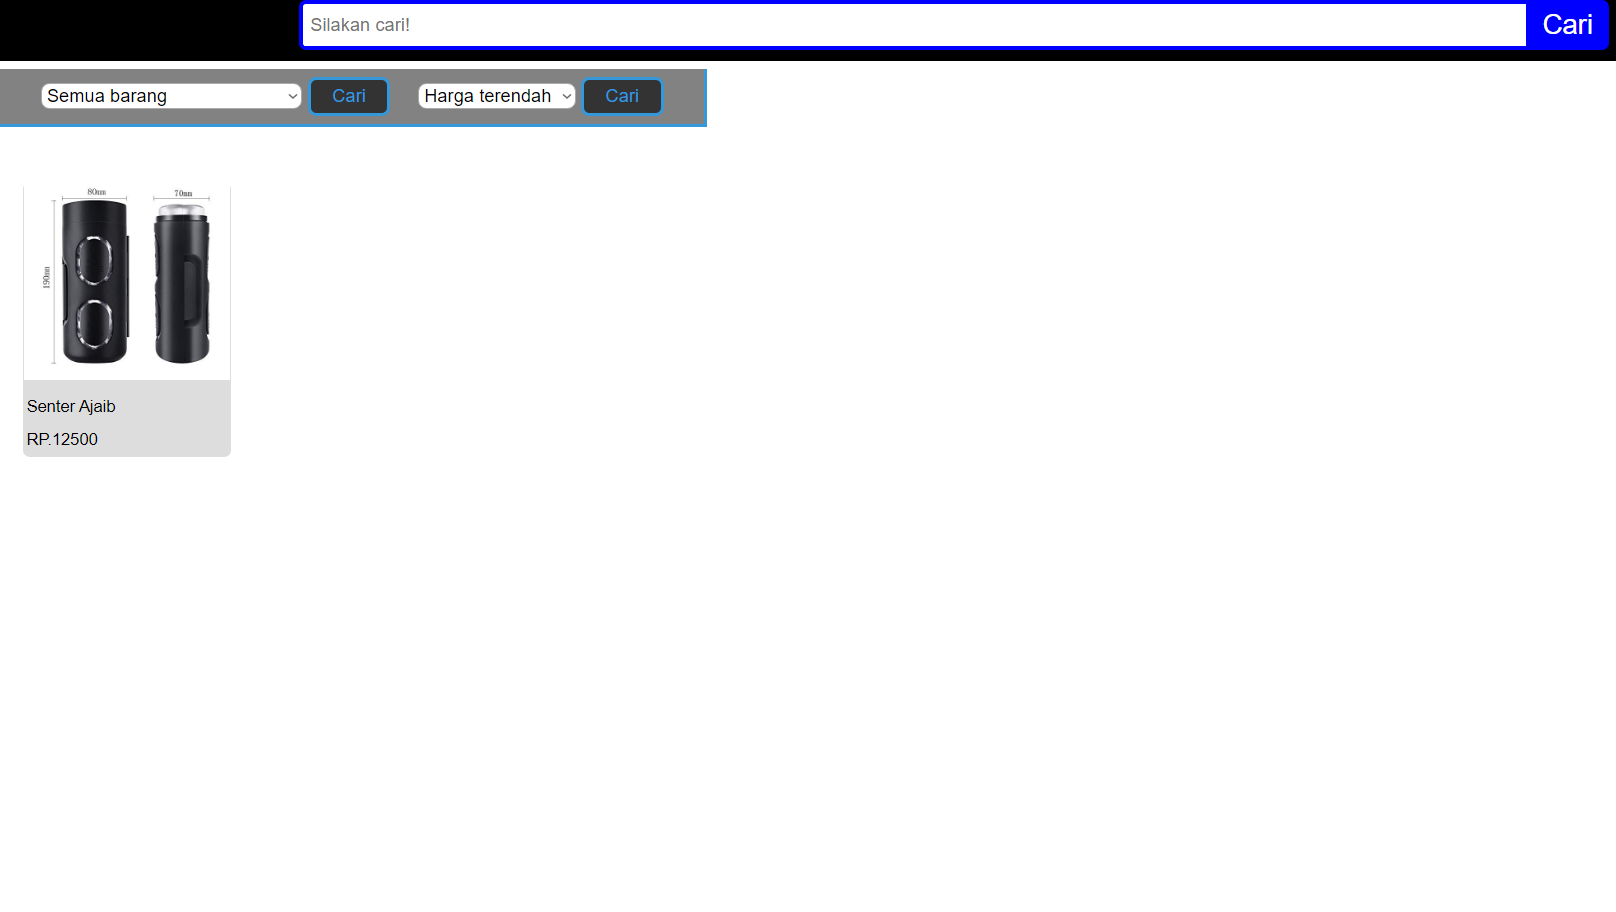 Silakan cari!
Cari
Semua barang
Cari
Harga terendah
Cari
80mm
70mm
190mm
Senter Ajaib
RP.12500